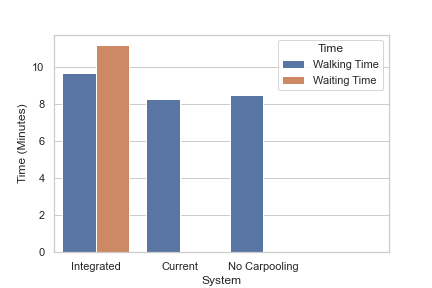 Time
Walking Time
Waiting Time
10
8
6
4
2
0
Time (Minutes)
Integrated
Current
No Carpooling
System